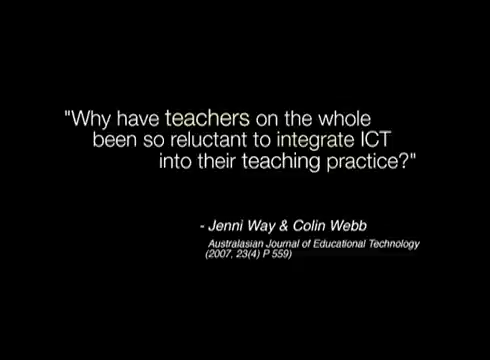 "Why have teachers on the whole
been so reluctant to integrate ICT
into their teaching practice?"
- Jenni Way & Colin Webb
Australasian Journal of Educational Technology
(2007, 23(4) P 559)